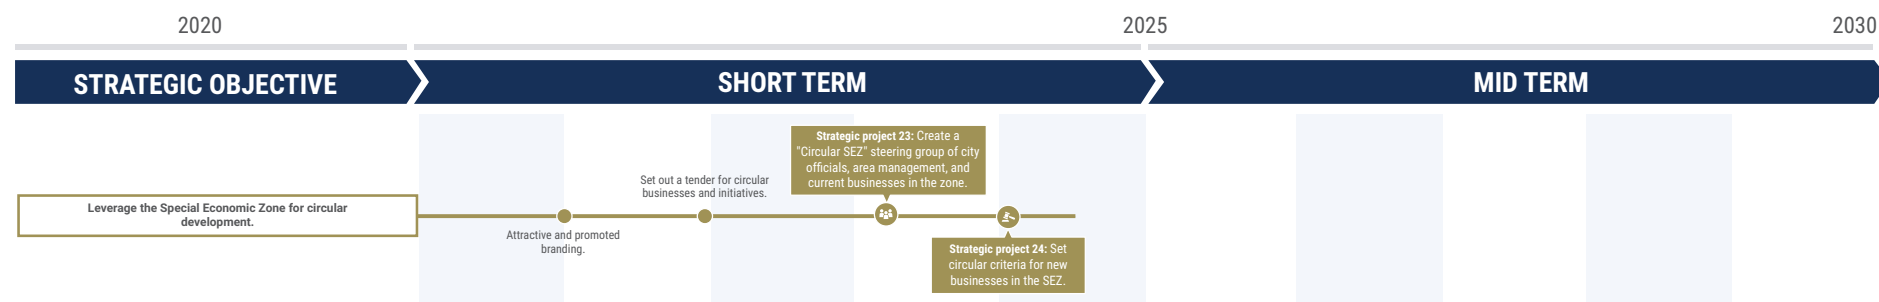 2020
2025
2030
STRATEGIC OBJECTIVE
SHORT TERM
MID TERM
Leverage the Special Economic Zone for circular
development.
Attractive and promoted
branding.
Set out a tender for circular
businesses and initiatives.
Strategic project 23: Create a
"Circular SEZ" steering group of city
officials, area management, and
current businesses in the zone.
Strategic project 24: Set
circular criteria for new
businesses in the SEZ.